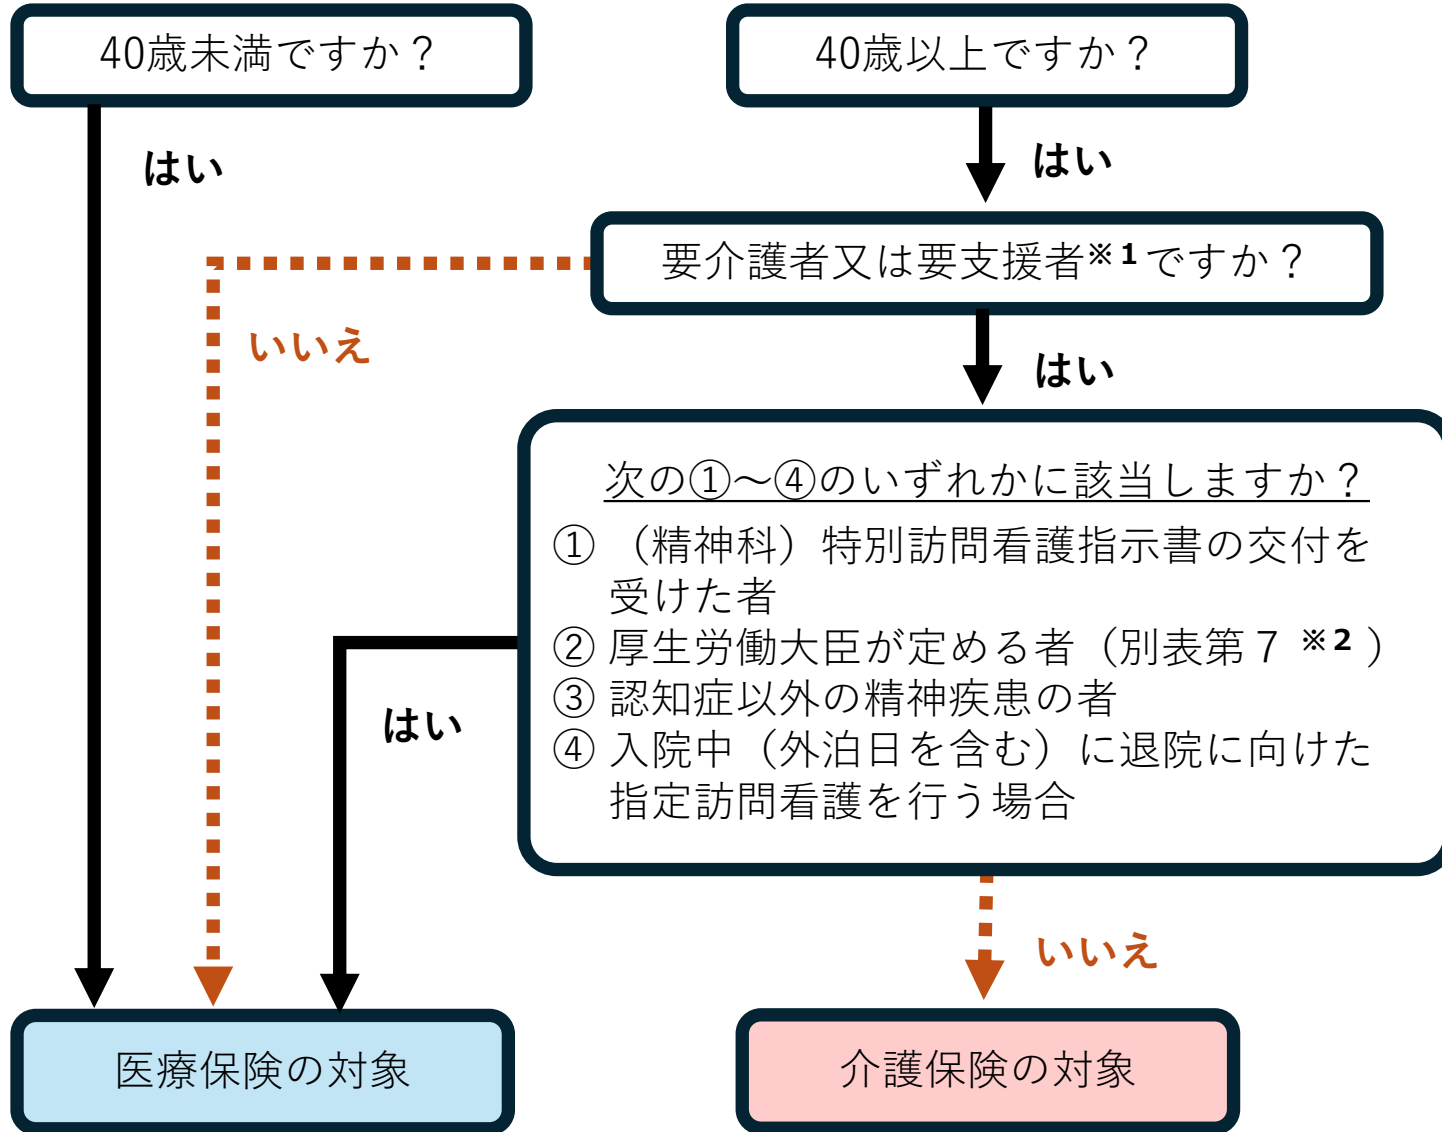 40歳未満ですか？
40歳以上ですか？
はい
はい
要介護者又は要支援者※1ですか？
いいえ
はい
次の①～④のいずれかに該当しますか？
①（精神科）特別訪問看護指示書の交付を
受けた者
② 厚生労働大臣が定める者（別表第７ ※2 ）
③ 認知症以外の精神疾患の者
④ 入院中（外泊日を含む）に退院に向けた
指定訪問看護を行う場合
はい
いいえ
医療保険の対象
介護保険の対象